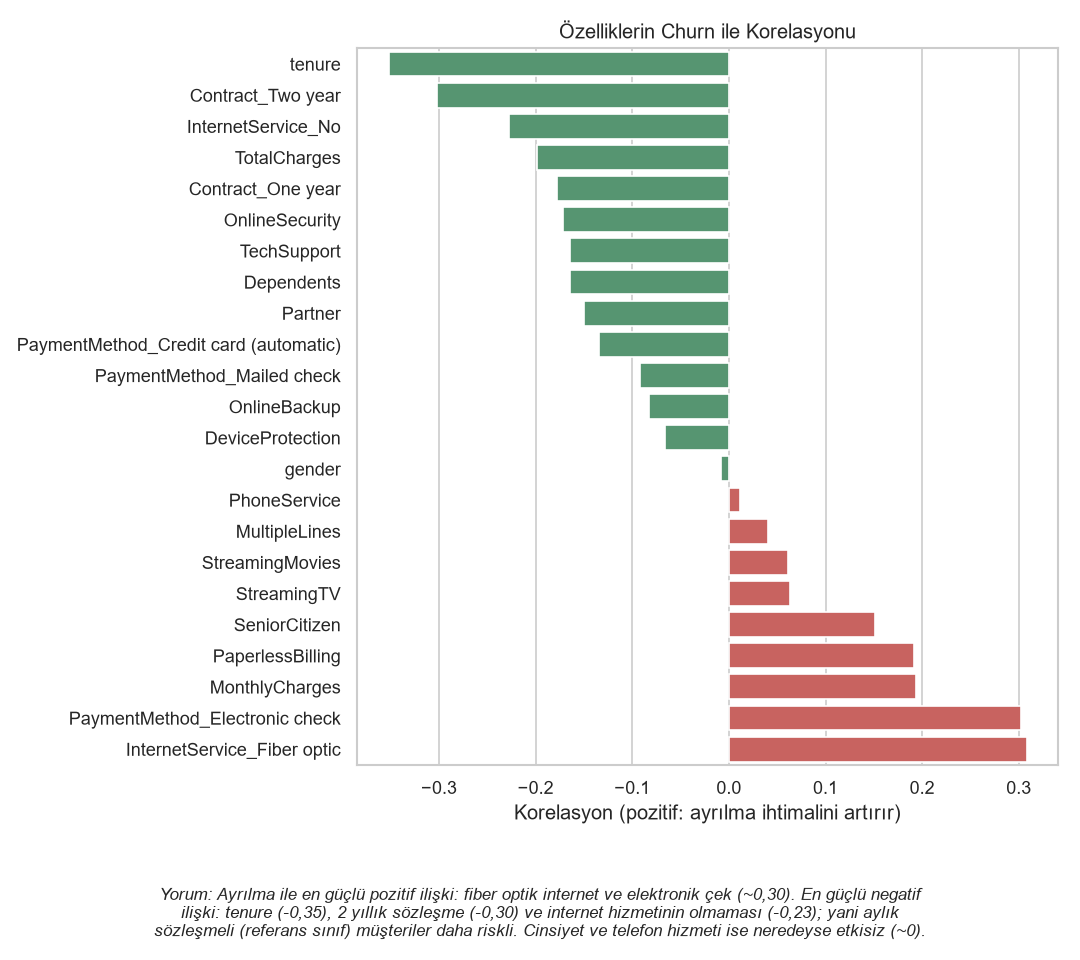 Özelliklerin Churn ile Korelasyonu
tenure
Contract_Two year
InternetService_No
TotalCharges
Contract_One year
OnlineSecurity
TechSupport
Dependents
Partner
PaymentMethod_Credit card (automatic)
PaymentMethod_Mailed check
OnlineBackup
DeviceProtection
gender
PhoneService
MultipleLines
StreamingMovies
StreamingTV
SeniorCitizen
PaperlessBilling
MonthlyCharges
PaymentMethod_Electronic check
InternetService_Fiber optic
−0.3 −0.2 −0.1 0.0 0.1 0.2 0.3
Korelasyon (pozitif: ayrılma ihtimalini artırır)
Yorum: Ayrılma ile en güçlü pozitif ilişki: fiber optik internet ve elektronik çek (~0,30). En güçlü negatif
ilişki: tenure (-0,35), 2 yıllık sözleşme (-0,30) ve internet hizmetinin olmaması (-0,23); yani aylık
sözleşmeli (referans sınıf) müşteriler daha riskli. Cinsiyet ve telefon hizmeti ise neredeyse etkisiz (~0).